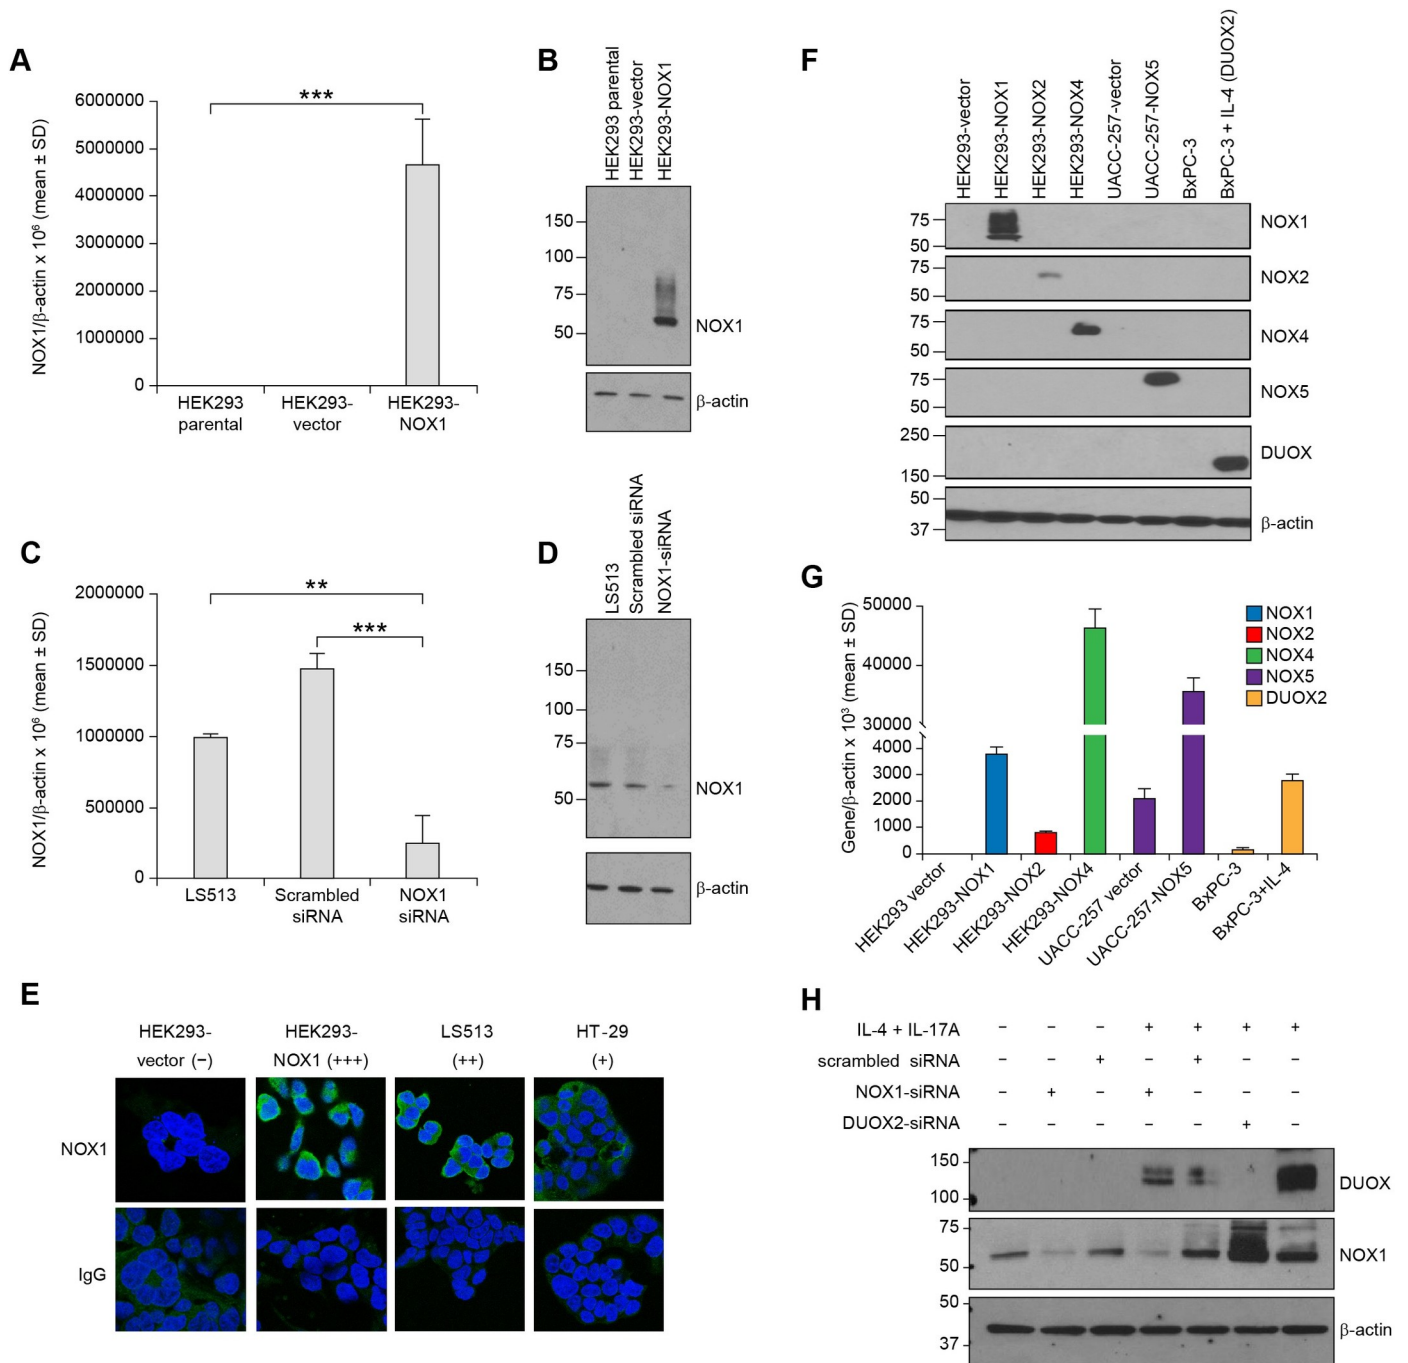 A
NOX1/β-actin x 10⁶ (mean ± SD)
6000000
5000000
4000000
3000000
2000000
1000000
0
***
HEK293 parental
HEK293-vector
HEK293-NOX1
B
HEK293 parental
HEK293-vector
HEK293-NOX1
150
100
75
50
NOX1
β-actin
C
NOX1/β-actin x 10⁶ (mean ± SD)
2000000
1500000
1000000
500000
0
**
***
LS513
Scrambled siRNA
NOX1 siRNA
D
LS513
Scrambled siRNA
NOX1-siRNA
150
100
75
50
NOX1
β-actin
E
HEK293-vector (−)
HEK293-NOX1 (+++)
LS513 (++)
HT-29 (+)
NOX1
IgG
F
HEK293-vector
HEK293-NOX1
HEK293-NOX2
HEK293-NOX4
UACC-257-vector
UACC-257-NOX5
BxPC-3
BxPC-3 + IL-4 (DUOX2)
75
50
NOX1
75
50
NOX2
75
50
NOX4
75
50
NOX5
250
150
DUOX
50
37
β-actin
G
Gene/β-actin x 10³ (mean ± SD)
50000
40000
30000
4000
3000
2000
1000
0
NOX1
NOX2
NOX4
NOX5
DUOX2
HEK293 vector
HEK293-NOX1
HEK293-NOX2
HEK293-NOX4
UACC-257 vector
UACC-257-NOX5
BxPC-3
BxPC-3+IL-4
H
IL-4 + IL-17A − − − + + + +
scrambled siRNA − − + − + − −
NOX1-siRNA − + − + − − −
DUOX2-siRNA − − − − − + −
150
100
DUOX
75
50
NOX1
50
37
β-actin